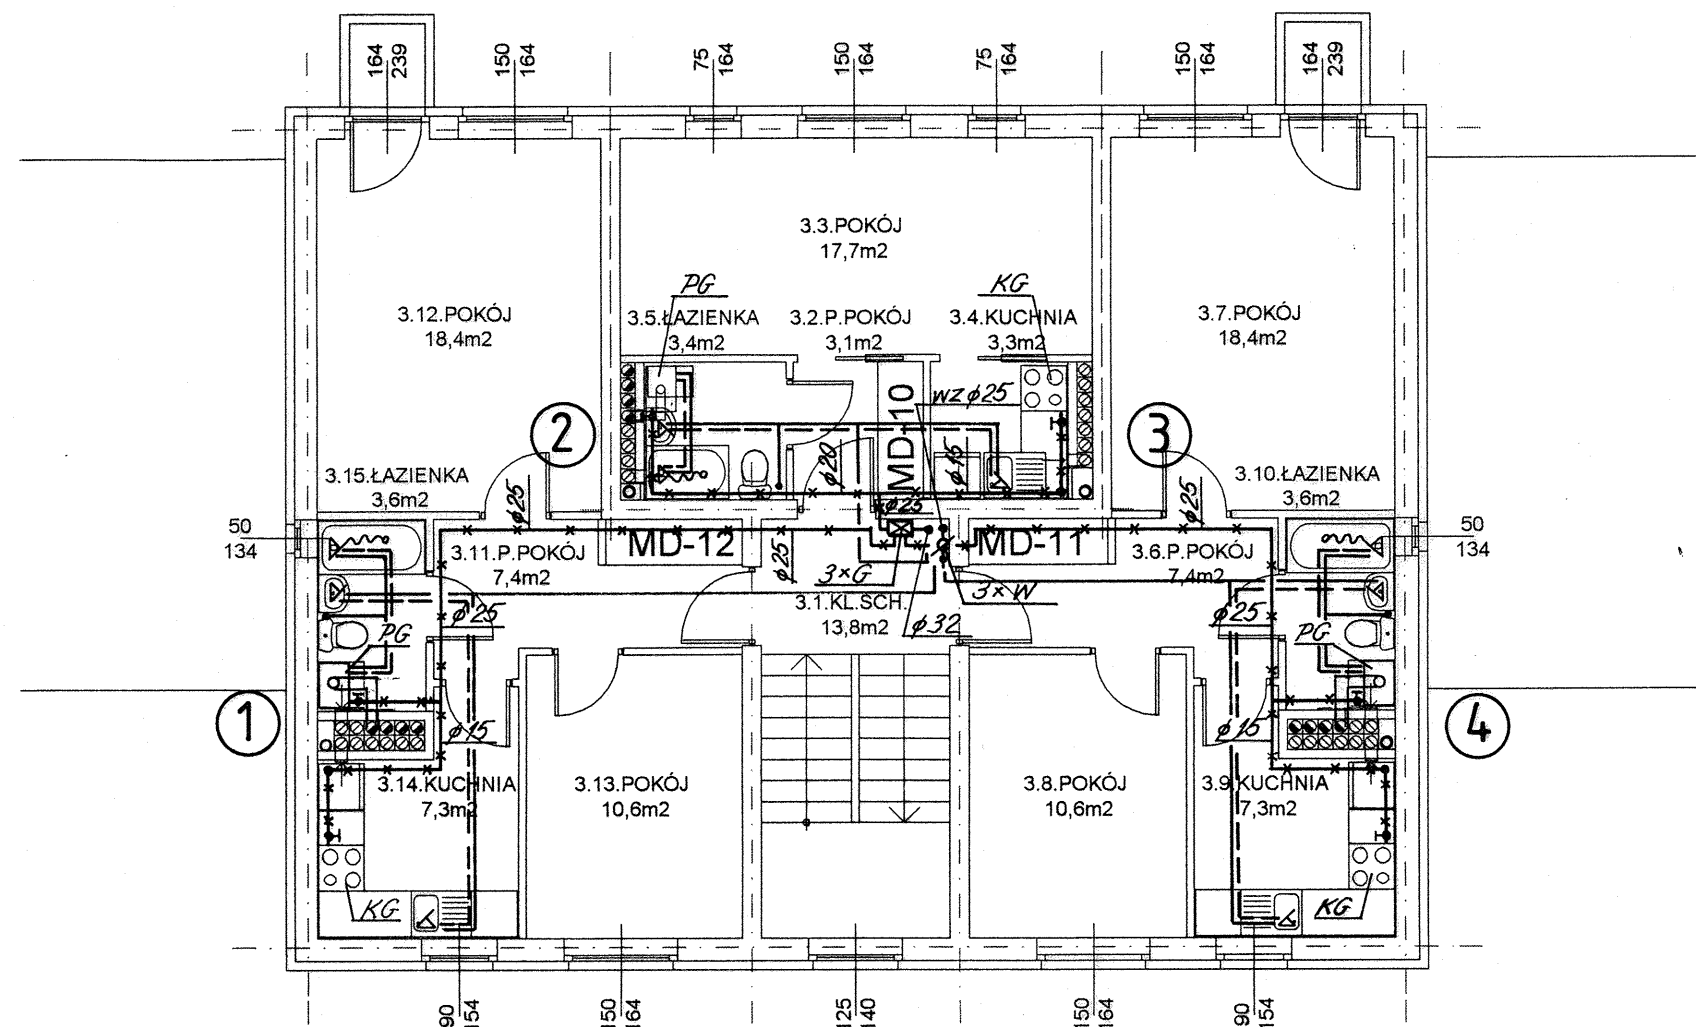 164
239
150
164
75
164
150
164
75
164
150
164
164
239
3.3.POKÓJ
17,7m2
PG
KG
3.12.POKÓJ
18,4m2
3.5.ŁAZIENKA
3,4m2
3.2.P.POKÓJ
3,1m2
3.4.KUCHNIA
3,3m2
3.7.POKÓJ
18,4m2
MD-10
wz ϕ25
2
3
ϕ20
ϕ15
3.15.ŁAZIENKA
3,6m2
ϕ25
ϕ25
ϕ25
3.10.ŁAZIENKA
3,6m2
50
134
3.11.P.POKÓJ
7,4m2
MD-12
ϕ25
MD-11
3.6.P.POKÓJ
7,4m2
50
134
3×G
3×W
3.1.KL.SCH.
13,8m2
ϕ32
ϕ25
ϕ25
PG
PG
1
4
ϕ15
ϕ15
3.14.KUCHNIA
7,3m2
3.13.POKÓJ
10,6m2
3.8.POKÓJ
10,6m2
3.9.KUCHNIA
7,3m2
KG
KG
90
154
150
164
125
140
150
164
90
154